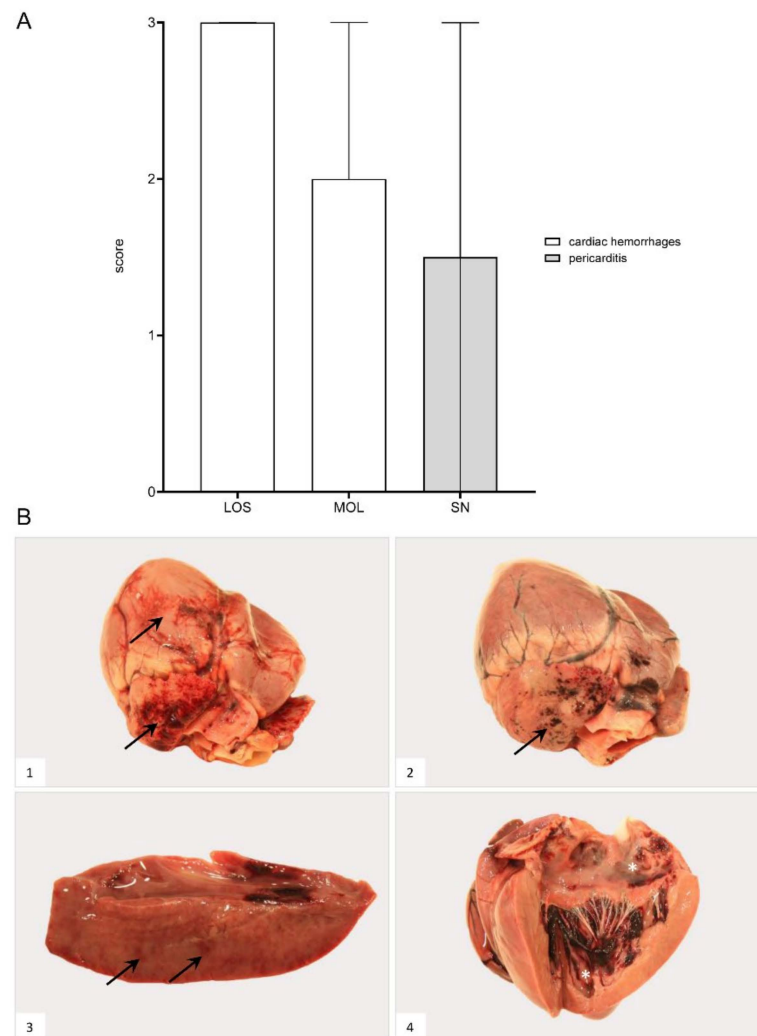 A
3
2
1
0
score
LOS MOL SN
cardiac hemorrhages
pericarditis
B
1
2
*
*
3
4